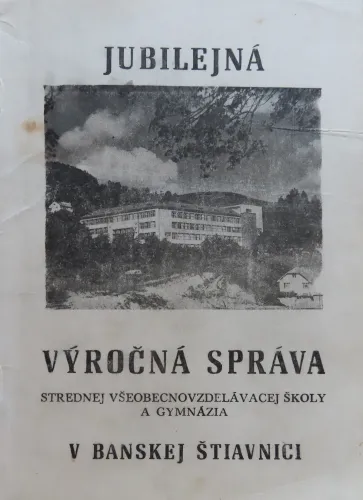 JUBILEJNÁ
VÝROČNÁ SPRÁVA
STREDNEJ VŠEOBECNOVZDELÁVACEJ ŠKOLY
A GYMNÁZIA
V BANSKEJ ŠTIAVNICI